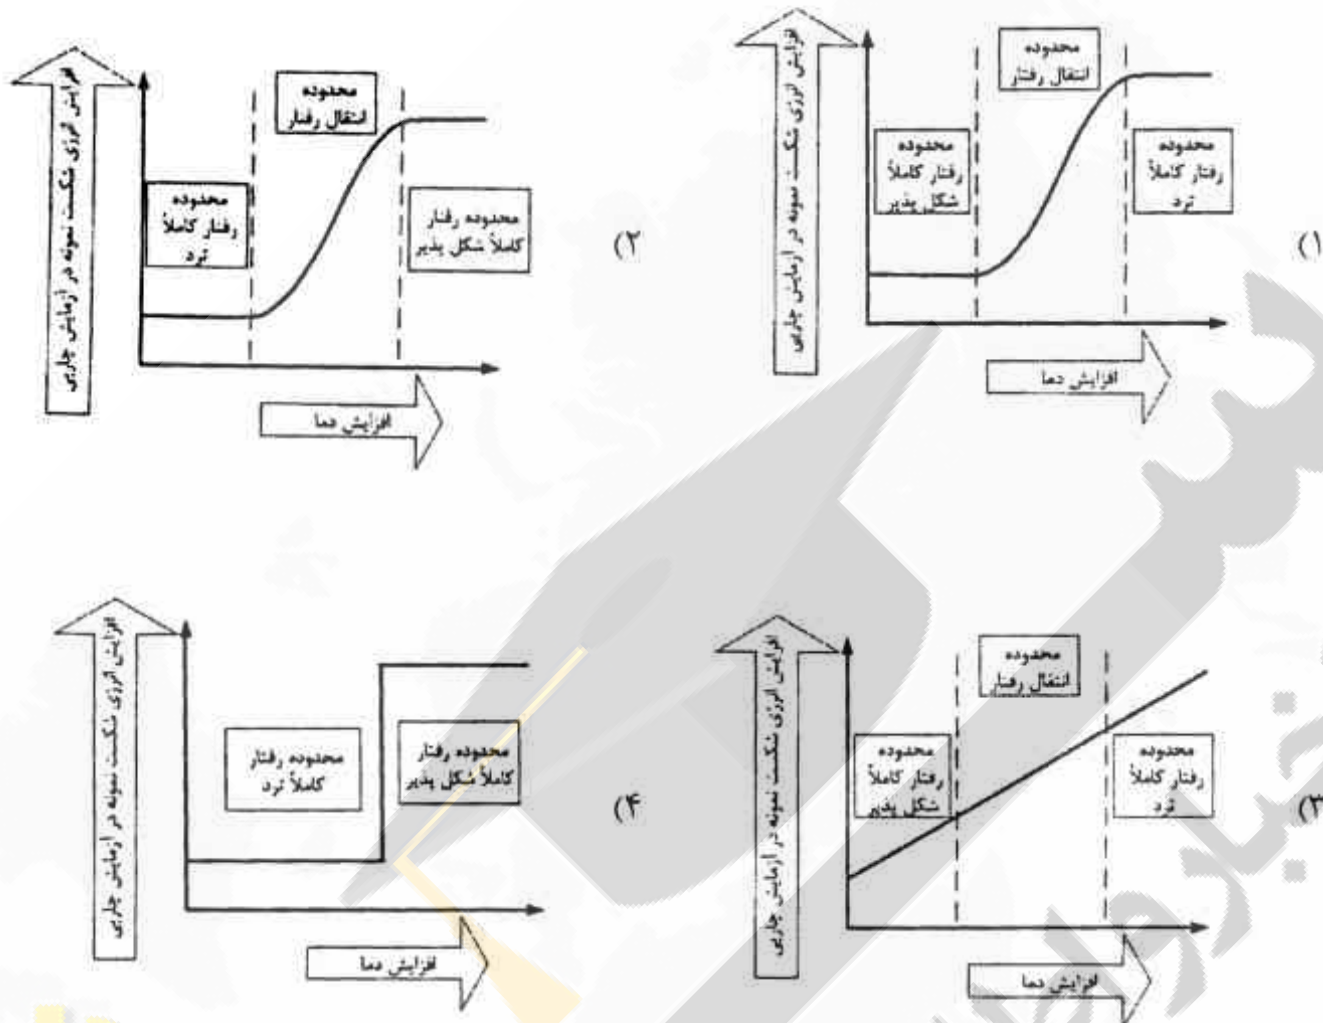 ۱)
افزایش انرژی شکست نمونه در آزمایش چارپی
محدوده
انتقال رفتار
محدوده
رفتار کاملاً
شکل پذیر
محدوده
رفتار کاملاً
ترد
افزایش دما
۲)
افزایش انرژی شکست نمونه در آزمایش چارپی
محدوده
انتقال رفتار
محدوده
رفتار کاملاً
ترد
محدوده رفتار
کاملاً شکل پذیر
افزایش دما
۳)
افزایش انرژی شکست نمونه در آزمایش چارپی
محدوده
انتقال رفتار
محدوده
رفتار کاملاً
شکل پذیر
محدوده
رفتار کاملاً
ترد
افزایش دما
۴)
افزایش انرژی شکست نمونه در آزمایش چارپی
محدوده رفتار
کاملاً ترد
محدوده رفتار
کاملاً شکل پذیر
افزایش دما